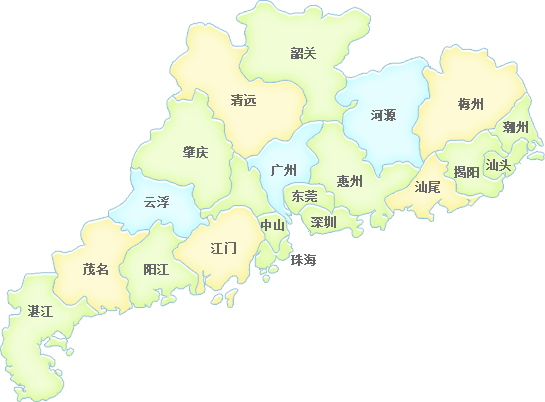 韶关
清远
河源
梅州
潮州
肇庆
广州
惠州
揭阳
汕头
汕尾
东莞
云浮
中山
深圳
江门
珠海
茂名
阳江
湛江